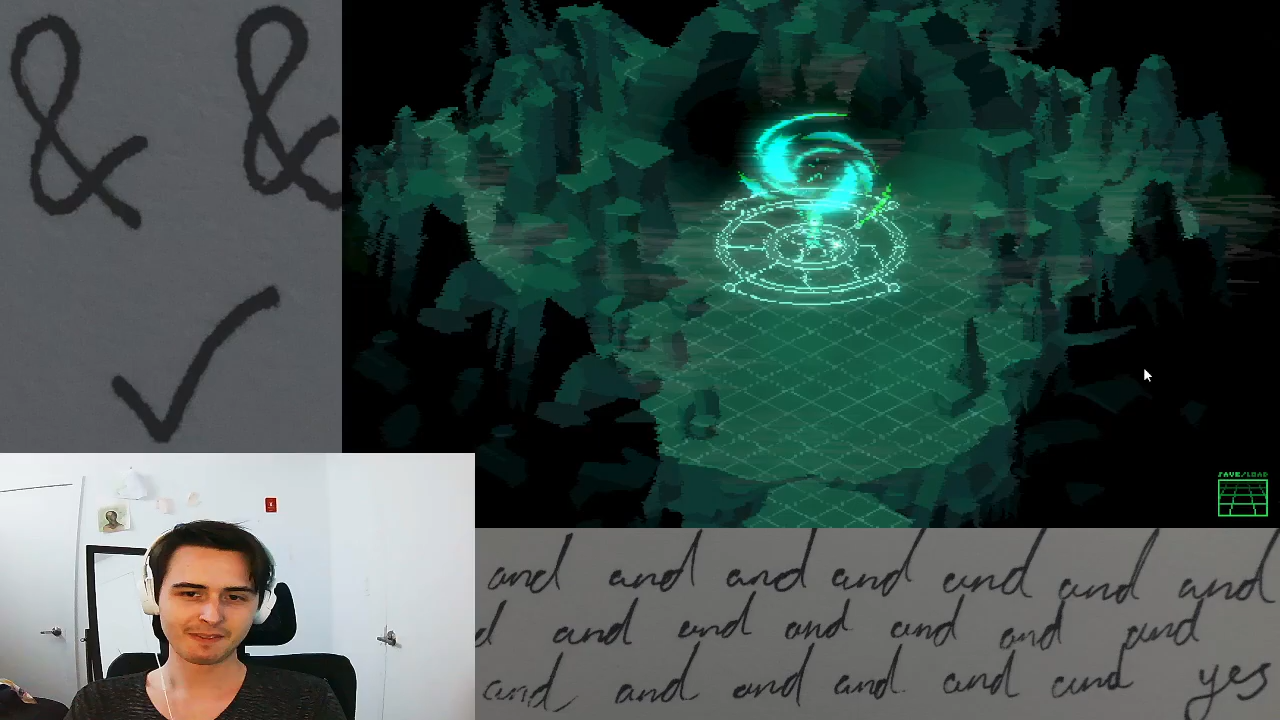 & &
✓
SAVE/LOAD
and and and and and and and
d and and and and and and
and and and and and and yes